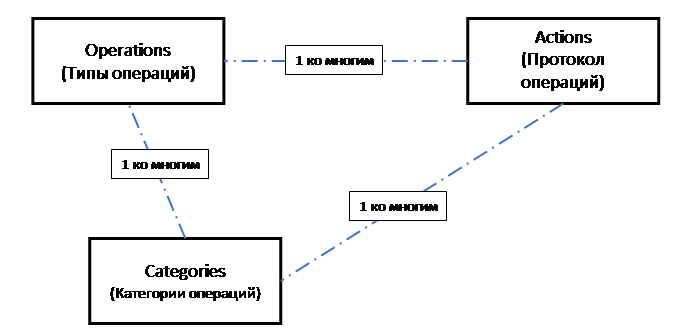 Operations
(Типы операций)
1 ко многим
Actions
(Протокол
операций)
1 ко многим
1 ко многим
Categories
(Категории операций)